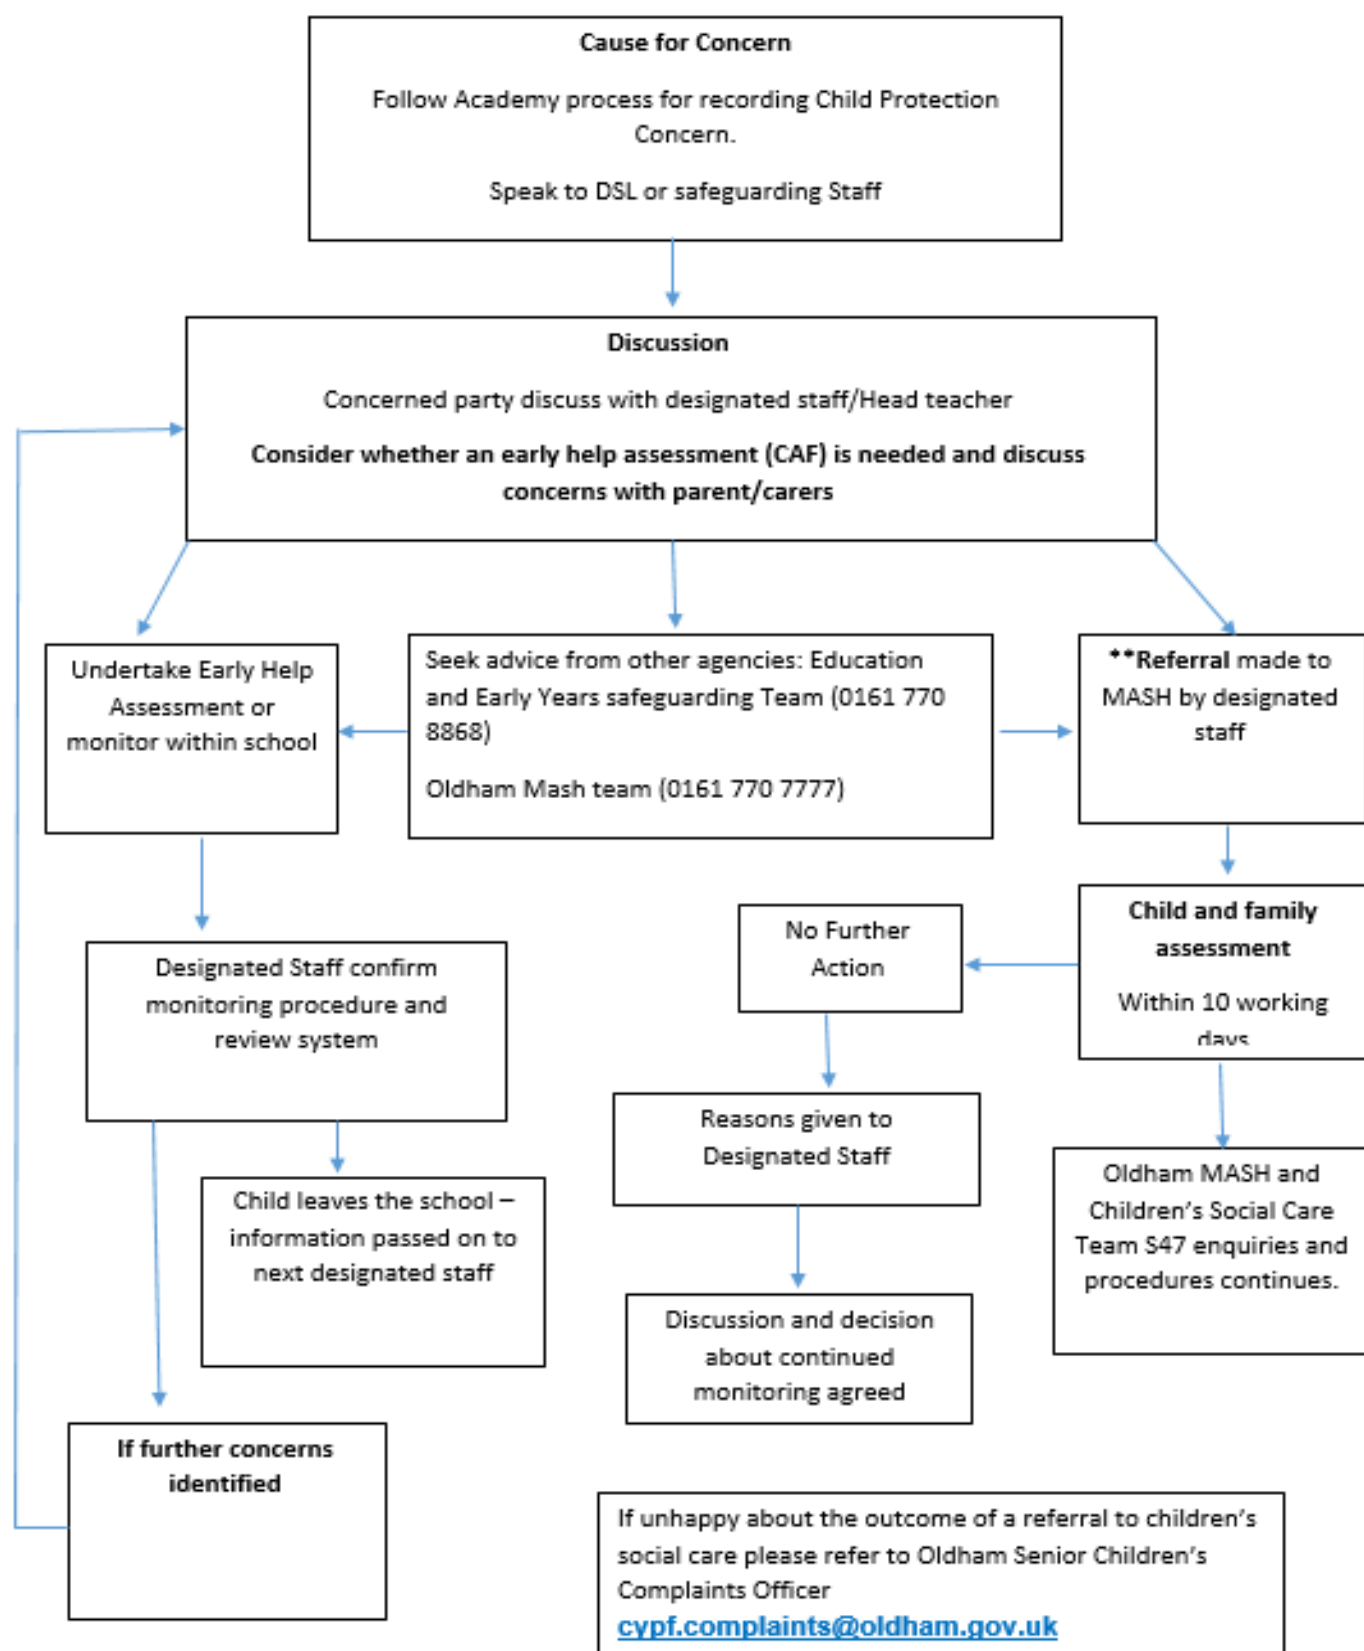 Cause for Concern
Follow Academy process for recording Child Protection
Concern.
Speak to DSL or safeguarding Staff
Discussion
Concerned party discuss with designated staff/Head teacher
Consider whether an early help assessment (CAF) is needed and discuss
concerns with parent/carers
Undertake Early Help
Assessment or
monitor within school
Seek advice from other agencies: Education
and Early Years safeguarding Team (0161 770
8868)
Oldham Mash team (0161 770 7777)
**Referral made to
MASH by designated
staff
Child and family
assessment
Within 10 working
days
No Further
Action
Designated Staff confirm
monitoring procedure and
review system
Reasons given to
Designated Staff
Oldham MASH and
Children's Social Care
Team S47 enquiries and
procedures continues.
Child leaves the school –
information passed on to
next designated staff
Discussion and decision
about continued
monitoring agreed
If further concerns
identified
If unhappy about the outcome of a referral to children's
social care please refer to Oldham Senior Children's
Complaints Officer
cypf.complaints@oldham.gov.uk